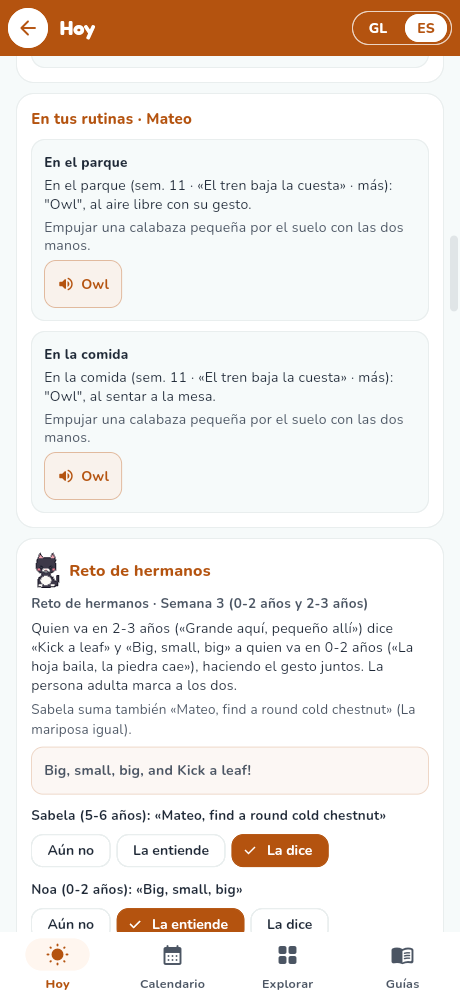 Hoy
GL
ES
En tus rutinas · Mateo
En el parque
En el parque (sem. 11 · «El tren baja la cuesta» · más):
"Owl", al aire libre con su gesto.
Empujar una calabaza pequeña por el suelo con las dos
manos.
Owl
En la comida
En la comida (sem. 11 · «El tren baja la cuesta» · más):
"Owl", al sentar a la mesa.
Empujar una calabaza pequeña por el suelo con las dos
manos.
Owl
Reto de hermanos
Reto de hermanos · Semana 3 (0-2 años y 2-3 años)
Quien va en 2-3 años («Grande aquí, pequeño allí») dice
«Kick a leaf» y «Big, small, big» a quien va en 0-2 años («La
hoja baila, la piedra cae»), haciendo el gesto juntos. La
persona adulta marca a los dos.
Sabela suma también «Mateo, find a round cold chestnut» (La
mariposa igual).
Big, small, big, and Kick a leaf!
Sabela (5-6 años): «Mateo, find a round cold chestnut»
Aún no
La entiende
La dice
Noa (0-2 años): «Big, small, big»
Aún no
La entiende
La dice
Hoy
Calendario
Explorar
Guías